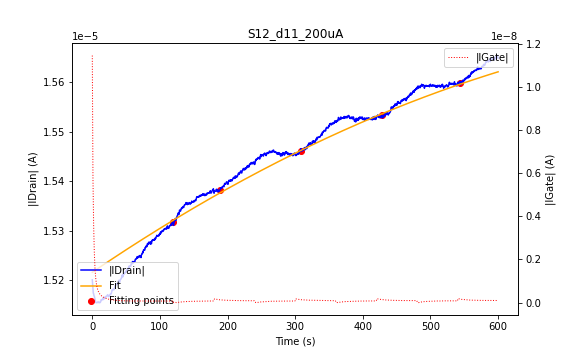 S12_d11_200uA
1e−5
1e−8
|IGate|
1.56
1.55
1.54
1.53
1.52
1.2
1.0
0.8
0.6
0.4
0.2
0.0
|IDrain| (A)
|IGate| (A)
|IDrain|
Fit
Fitting points
0
100
200
300
400
500
600
Time (s)